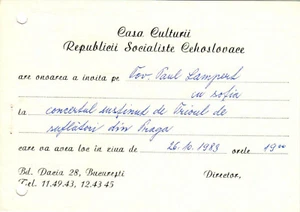 Casa Culturii
Republicii Socialiste Cehoslovace
are onoarea a invita pe Tov. Paul Lampert
cu soția
la concertul susținut de Trioul de
suflători din Praga
care va avea loc în ziua de 26.10.1983 orele 19⁰⁰
Bd. Dacia 28, București
Tel. 11.49.43, 12.43.45
Director,